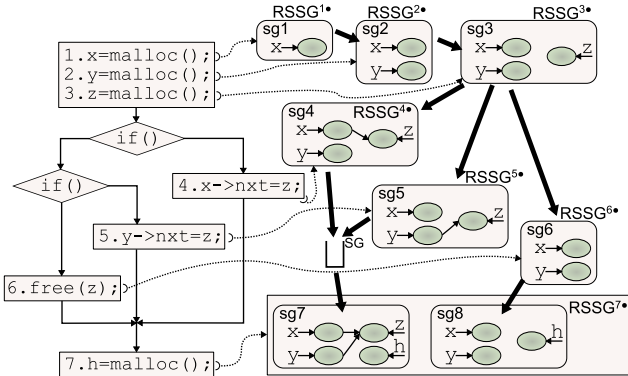 RSSG1• RSSG2• RSSG3•
sg1 sg2 sg3
x x x z
y y
1.x=malloc();
2.y=malloc();
3.z=malloc();
sg4 RSSG4•
x z
y
if()
if()
4.x->nxt=z;
RSSG5•
sg5
x z
y
5.y->nxt=z;
SG
RSSG6•
sg6
x
y
6.free(z);
RSSG7•
sg7 sg8
x z x h
y h y
7.h=malloc();